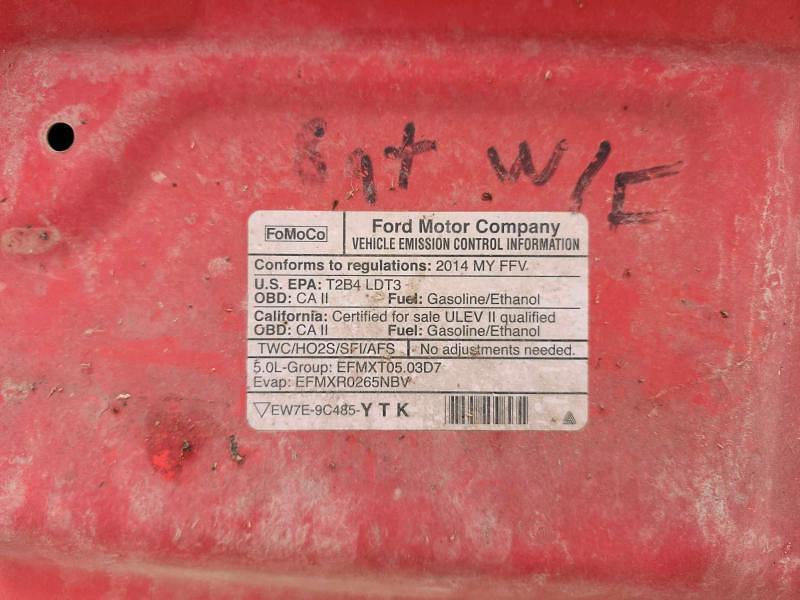 W/E
FoMoCo
Ford Motor Company
VEHICLE EMISSION CONTROL INFORMATION
Conforms to regulations: 2014 MY FFV
U.S. EPA: T2B4 LDT3
OBD: CA II Fuel: Gasoline/Ethanol
California: Certified for sale ULEV II qualified
OBD: CA II Fuel: Gasoline/Ethanol
TWC/HO2S/SFI/AFS No adjustments needed.
5.0L-Group: EFMXT05.03D7
Evap: EFMXR0265NBV
EW7E-9C485-YTK